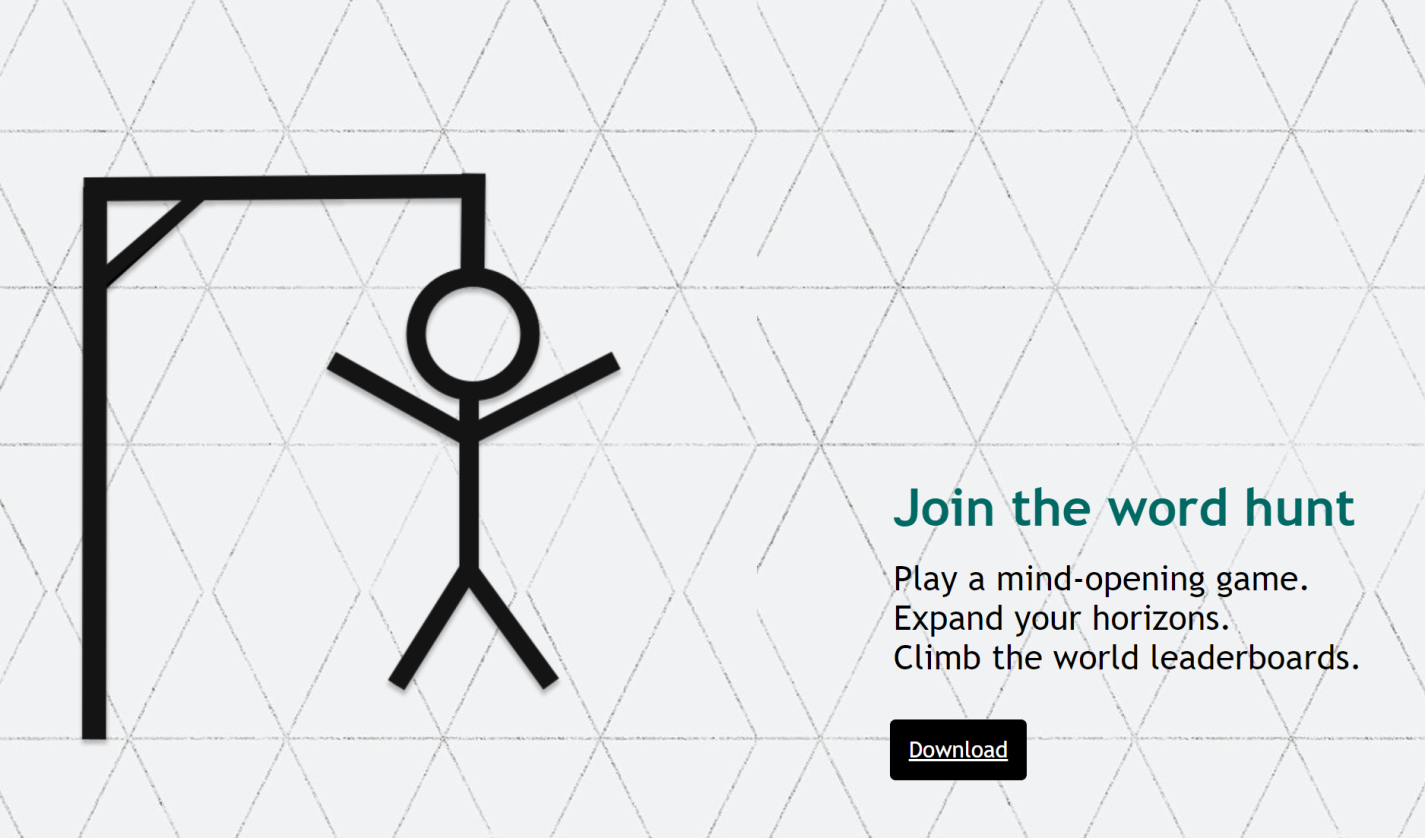 Join the word hunt
Play a mind-opening game.
Expand your horizons.
Climb the world leaderboards.
Download